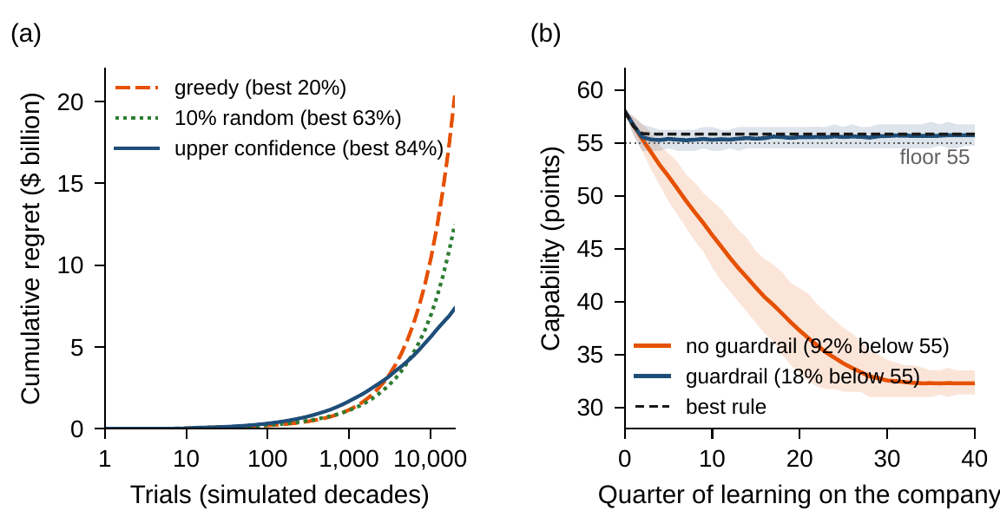 (a)
Cumulative regret ($ billion)
20
15
10
5
0
greedy (best 20%)
10% random (best 63%)
upper confidence (best 84%)
1 10 100 1,000 10,000
Trials (simulated decades)
(b)
Capability (points)
60
55
50
45
40
35
30
floor 55
no guardrail (92% below 55)
guardrail (18% below 55)
best rule
0 10 20 30 40
Quarter of learning on the company